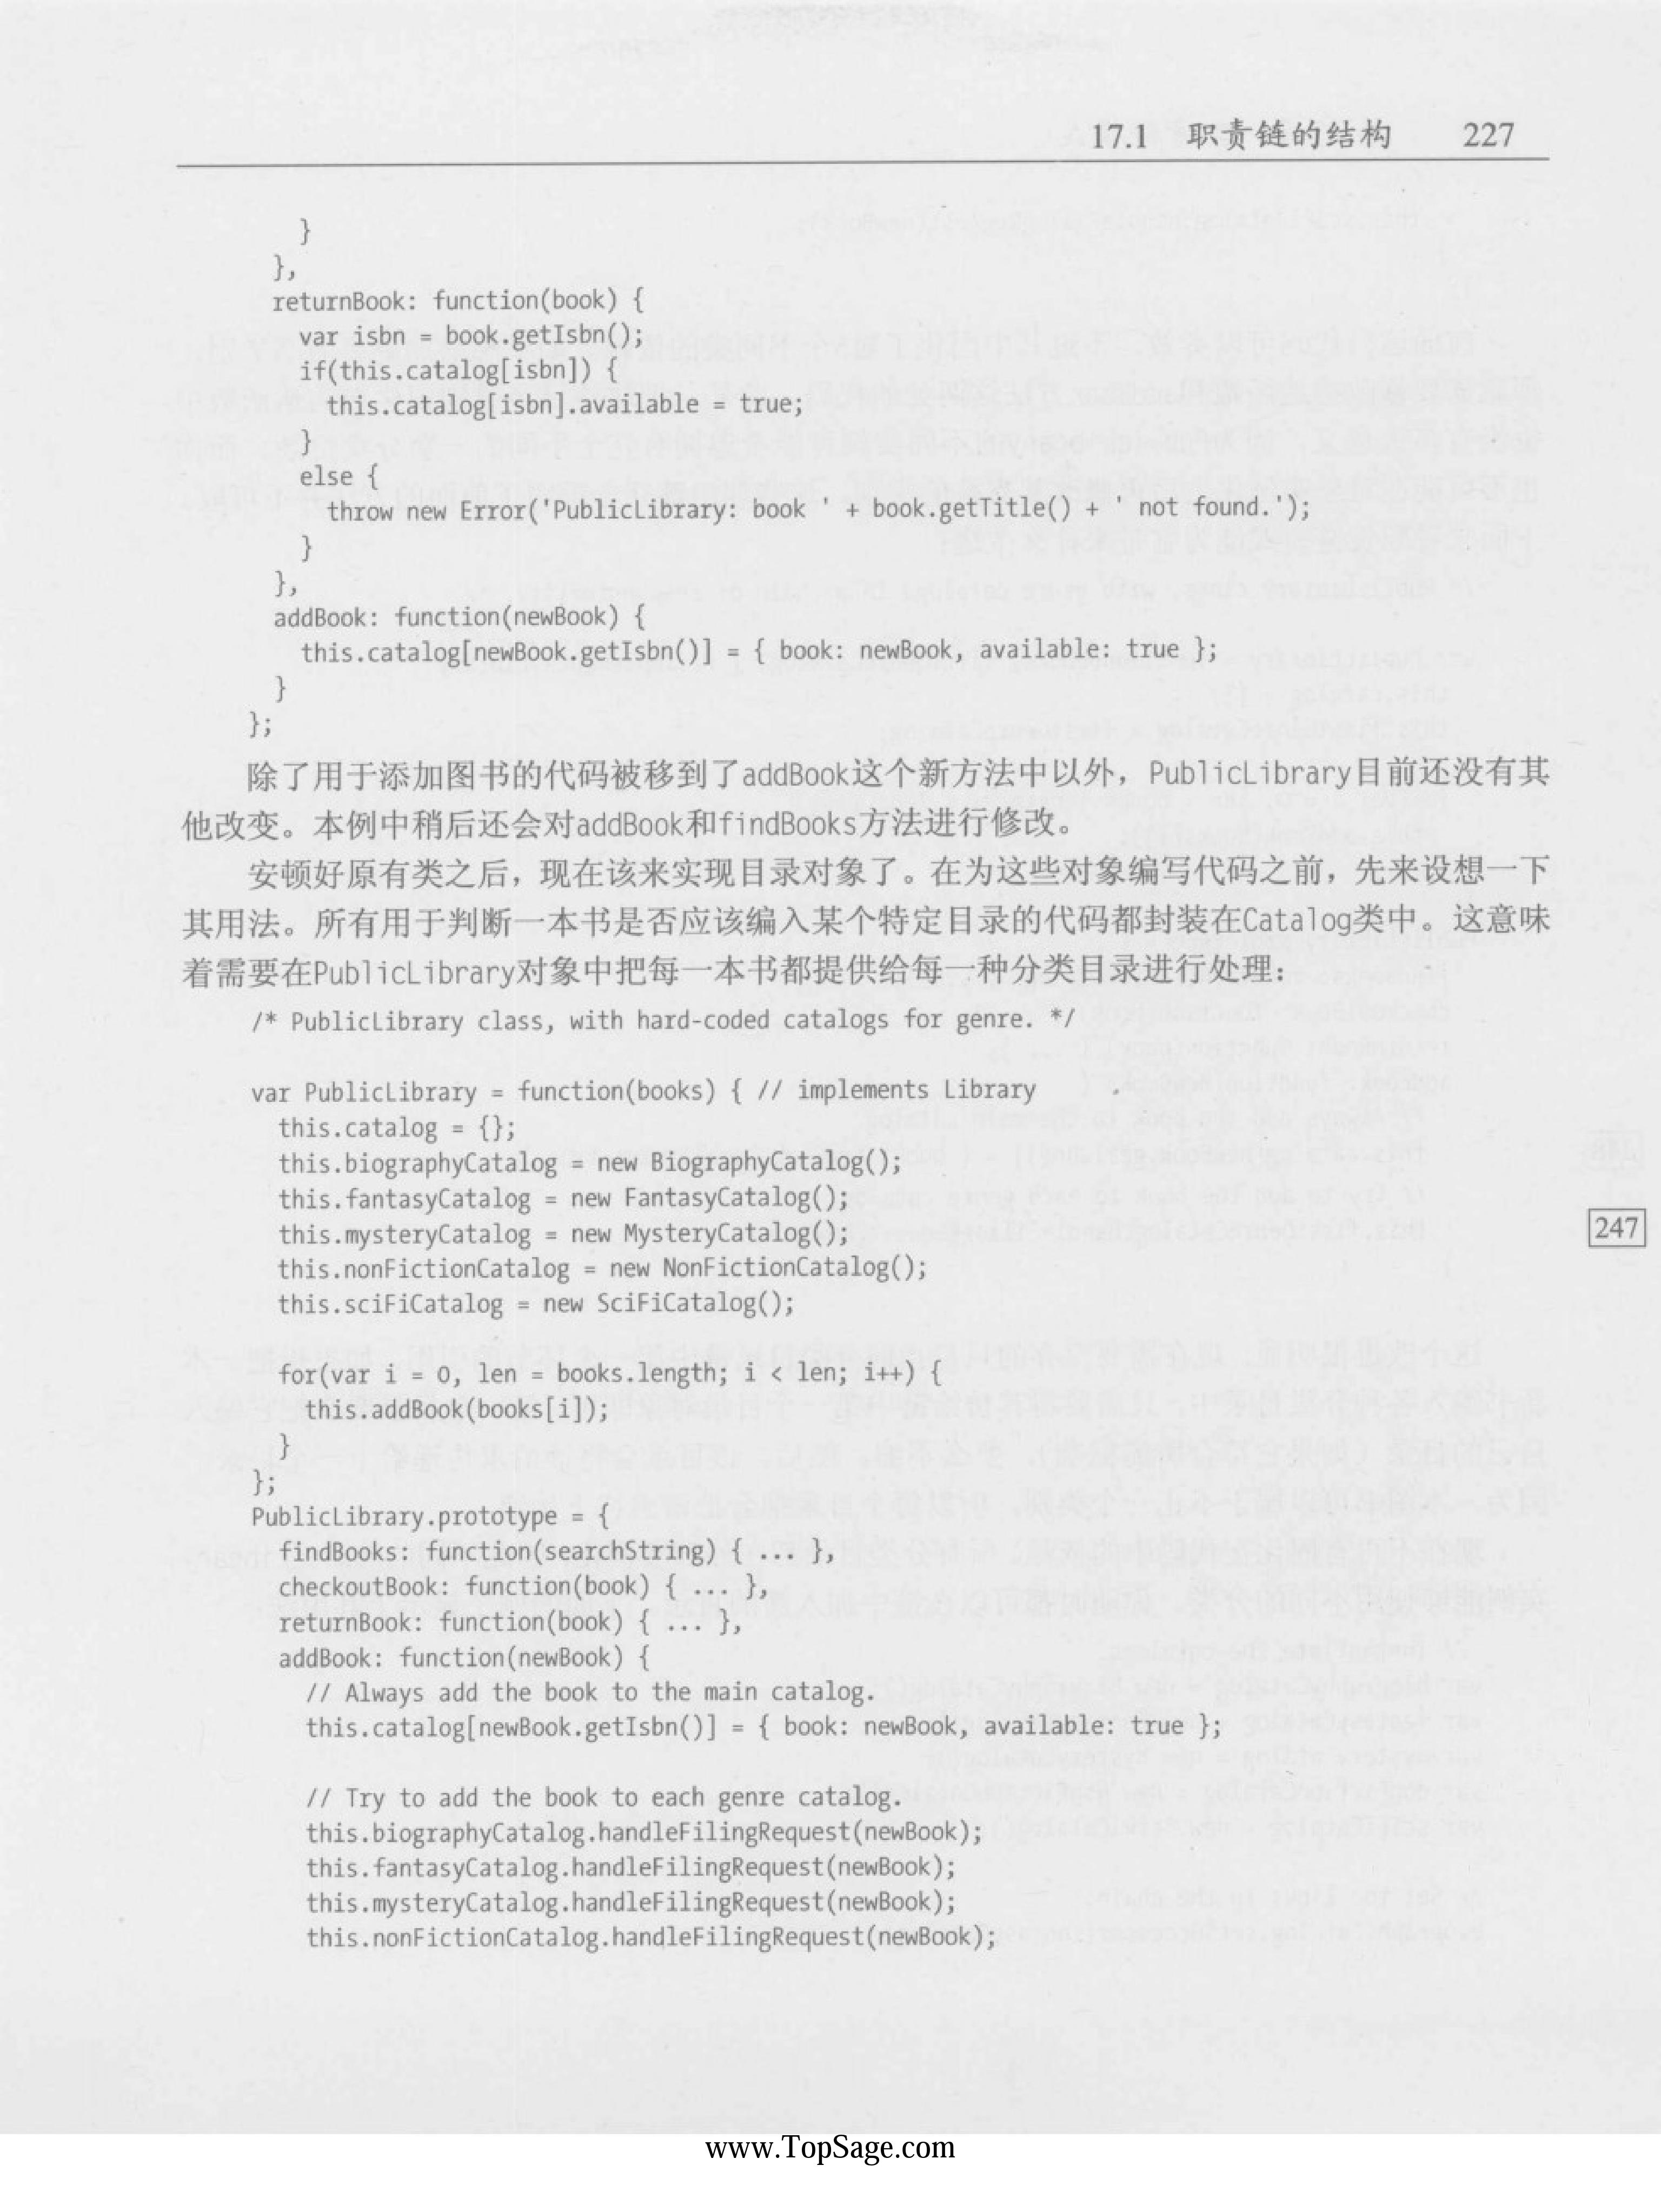 17.1 职责链的结构 227
}
},
returnBook: function(book) {
var isbn = book.getIsbn();
if(this.catalog[isbn]) {
this.catalog[isbn].available = true;
}
else {
throw new Error('PublicLibrary: book ' + book.getTitle() + ' not found.');
}
},
addBook: function(newBook) {
this.catalog[newBook.getIsbn()] = { book: newBook, available: true };
}
};
除了用于添加图书的代码被移到了addBook这个新方法中以外，PublicLibrary目前还没有其
他改变。本例中稍后还会对addBook和findBooks方法进行修改。
安顿好原有类之后，现在该来实现目录对象了。在为这些对象编写代码之前，先来设想一下
其用法。所有用于判断一本书是否应该编入某个特定目录的代码都封装在Catalog类中。这意味
着需要在PublicLibrary对象中把每一本书都提供给每一种分类目录进行处理：
/* PublicLibrary class, with hard-coded catalogs for genre. */
var PublicLibrary = function(books) { // implements Library
this.catalog = {};
this.biographyCatalog = new BiographyCatalog();
this.fantasyCatalog = new FantasyCatalog();
this.mysteryCatalog = new MysteryCatalog();
247
this.nonFictionCatalog = new NonFictionCatalog();
this.sciFiCatalog = new SciFiCatalog();
for(var i = 0, len = books.length; i < len; i++) {
this.addBook(books[i]);
}
};
PublicLibrary.prototype = {
findBooks: function(searchString) { ... },
checkoutBook: function(book) { ... },
returnBook: function(book) { ... },
addBook: function(newBook) {
// Always add the book to the main catalog.
this.catalog[newBook.getIsbn()] = { book: newBook, available: true };
// Try to add the book to each genre catalog.
this.biographyCatalog.handleFilingRequest(newBook);
this.fantasyCatalog.handleFilingRequest(newBook);
this.mysteryCatalog.handleFilingRequest(newBook);
this.nonFictionCatalog.handleFilingRequest(newBook);
www.TopSage.com